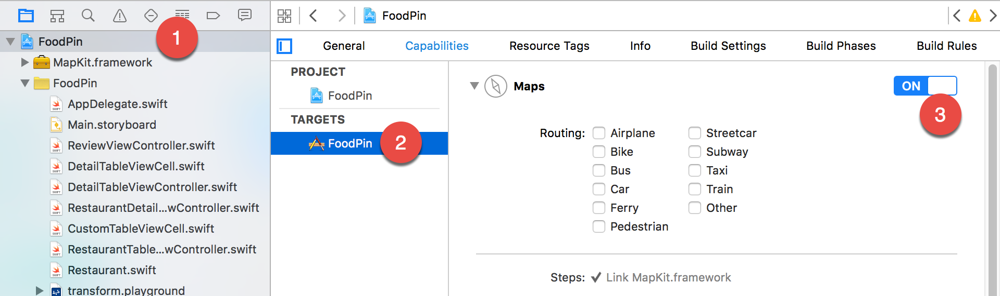 FoodPin
1
MapKit.framework
FoodPin
AppDelegate.swift
Main.storyboard
ReviewViewController.swift
DetailTableViewCell.swift
DetailTableViewController.swift
RestaurantDetail...wController.swift
CustomTableViewCell.swift
RestaurantTable...wController.swift
Restaurant.swift
transform.playground
FoodPin
General Capabilities Resource Tags Info Build Settings Build Phases Build Rules
PROJECT
FoodPin
TARGETS
FoodPin
2
Maps
ON
3
Routing:
Airplane
Bike
Bus
Car
Ferry
Pedestrian
Streetcar
Subway
Taxi
Train
Other
Steps: Link MapKit.framework